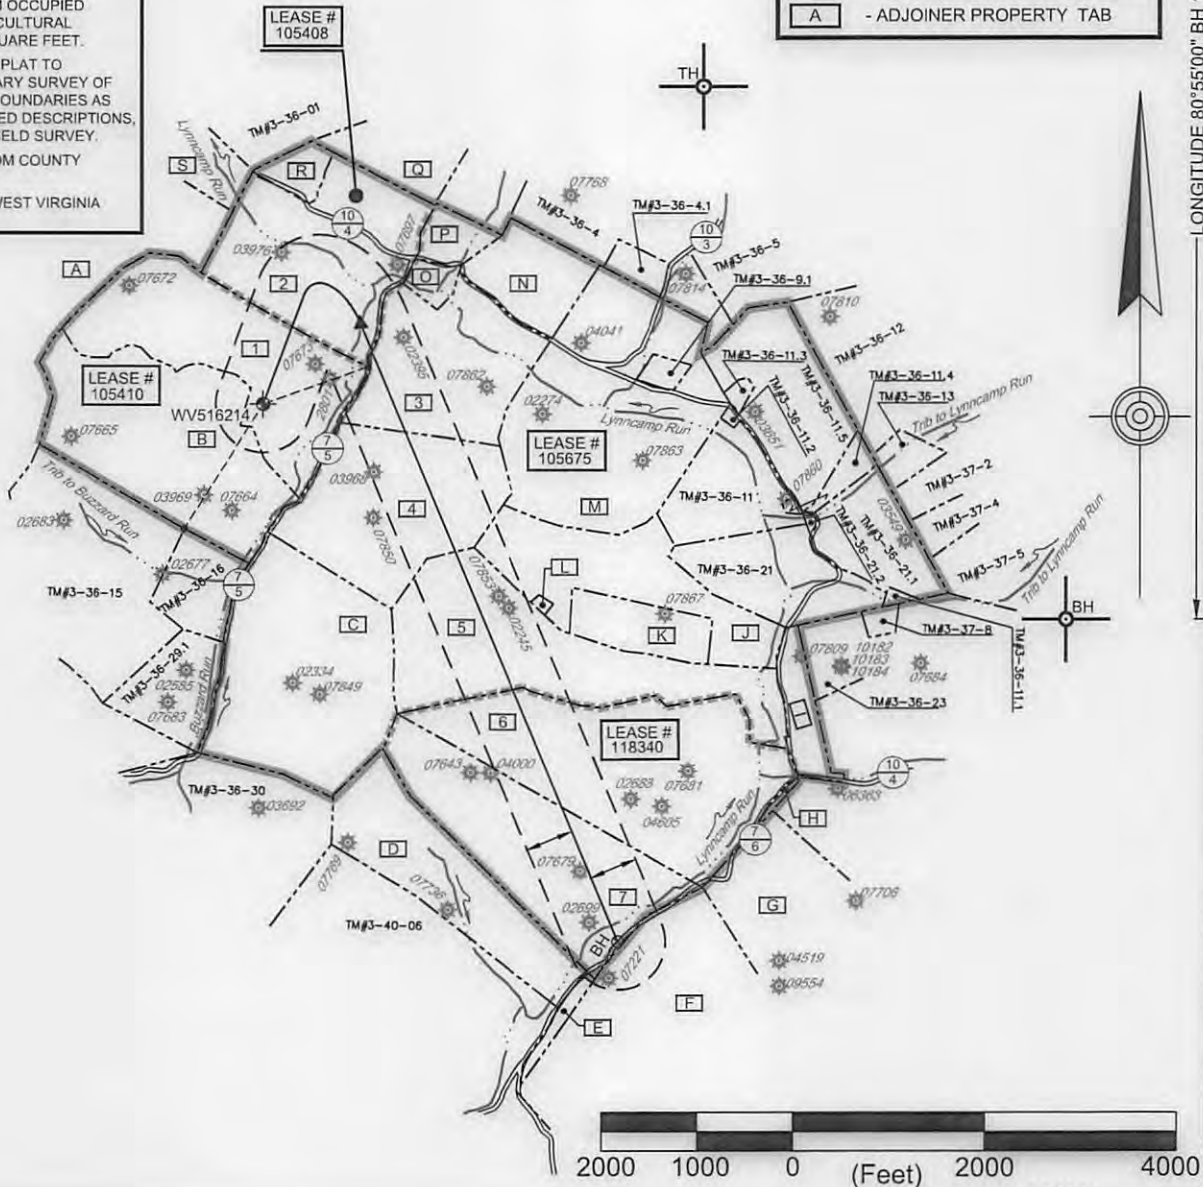 M OCCUPIED
CULTURAL
UARE FEET.
PLAT TO
ARY SURVEY OF
OUNDARIES AS
ED DESCRIPTIONS,
ELD SURVEY.
OM COUNTY
WEST VIRGINIA
LEASE #
105408
A - ADJOINER PROPERTY TAB
LONGITUDE 80°55'00" BH
TH
TM#3-36-01
Lynncamp Run
S
R
Q
10
4
07768
TM#3-36-4
TM#3-36-4.1
10
3
TM#3-36-5
TM#3-36-9.1
07814
07810
03976
07697
P
O
N
A
07672
2
TM#3-36-12
1
07673
02395
04041
TM#3-36-11.3
TM#3-36-11.4
TM#3-36-13
LEASE #
105410
07862
3
02274
Lynncamp Run
03651
TM#3-36-11.2
TM#3-36-11.5
Trib to Lynncamp Run
WV516214
B
07665
7
5
LEASE #
105675
07863
07860
TM#3-37-2
Trib to Buzzard Run
03969
07664
03968
4
M
TM#3-36-11
03549
TM#3-37-4
02683
07850
TM#3-36-21.2
TM#3-36-21.1
Trib to Lynncamp Run
02677
7
5
07853
02245
L
TM#3-36-21
TM#3-37-5
TM#3-36-15
TM#3-36-16
C
5
07867
K
J
TM#3-37-8
BH
TM#3-36-29.1
02585
07683
Buzzard Run
02334
07849
07809
10182
10183
10184
07684
TM#3-36-11.1
TM#3-36-23
6
LEASE #
118340
I
07643
04000
02688
07681
04605
10
4
06363
TM#3-36-30
03692
Lynncamp Run
H
7
6
07769
D
07679
7
G
07706
07736
02699
TM#3-40-06
BH
07221
04519
09554
F
E
2000 1000 0 (Feet) 2000 4000